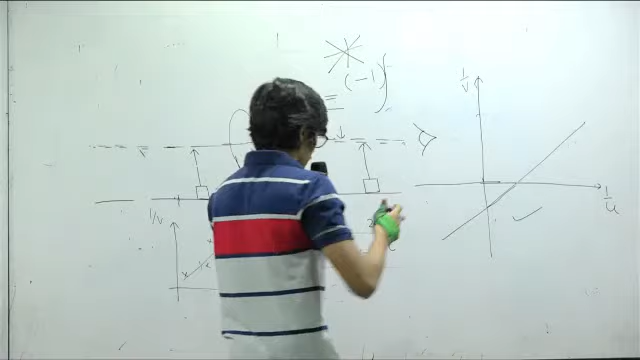 = (-1)
1/v
1/u
1/v